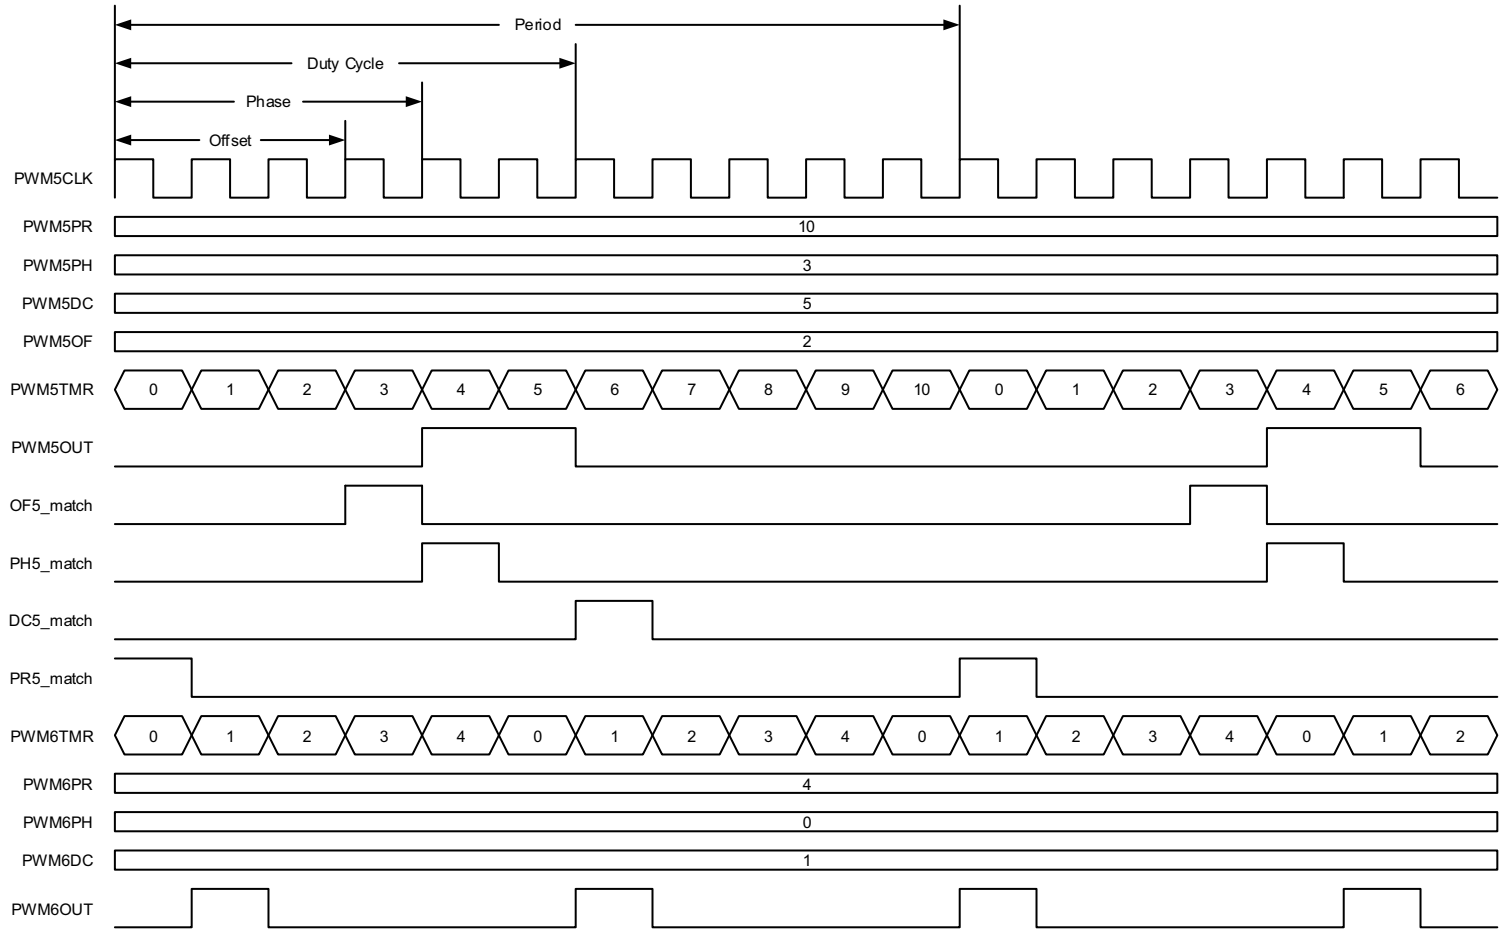 Period
Duty Cycle
Phase
Offset
PWM5CLK
PWM5PR 10
PWM5PH 3
PWM5DC 5
PWM5OF 2
PWM5TMR 0 1 2 3 4 5 6 7 8 9 10 0 1 2 3 4 5 6
PWM5OUT
OF5_match
PH5_match
DC5_match
PR5_match
PWM6TMR 0 1 2 3 4 0 1 2 3 4 0 1 2 3 4 0 1 2
PWM6PR 4
PWM6PH 0
PWM6DC 1
PWM6OUT